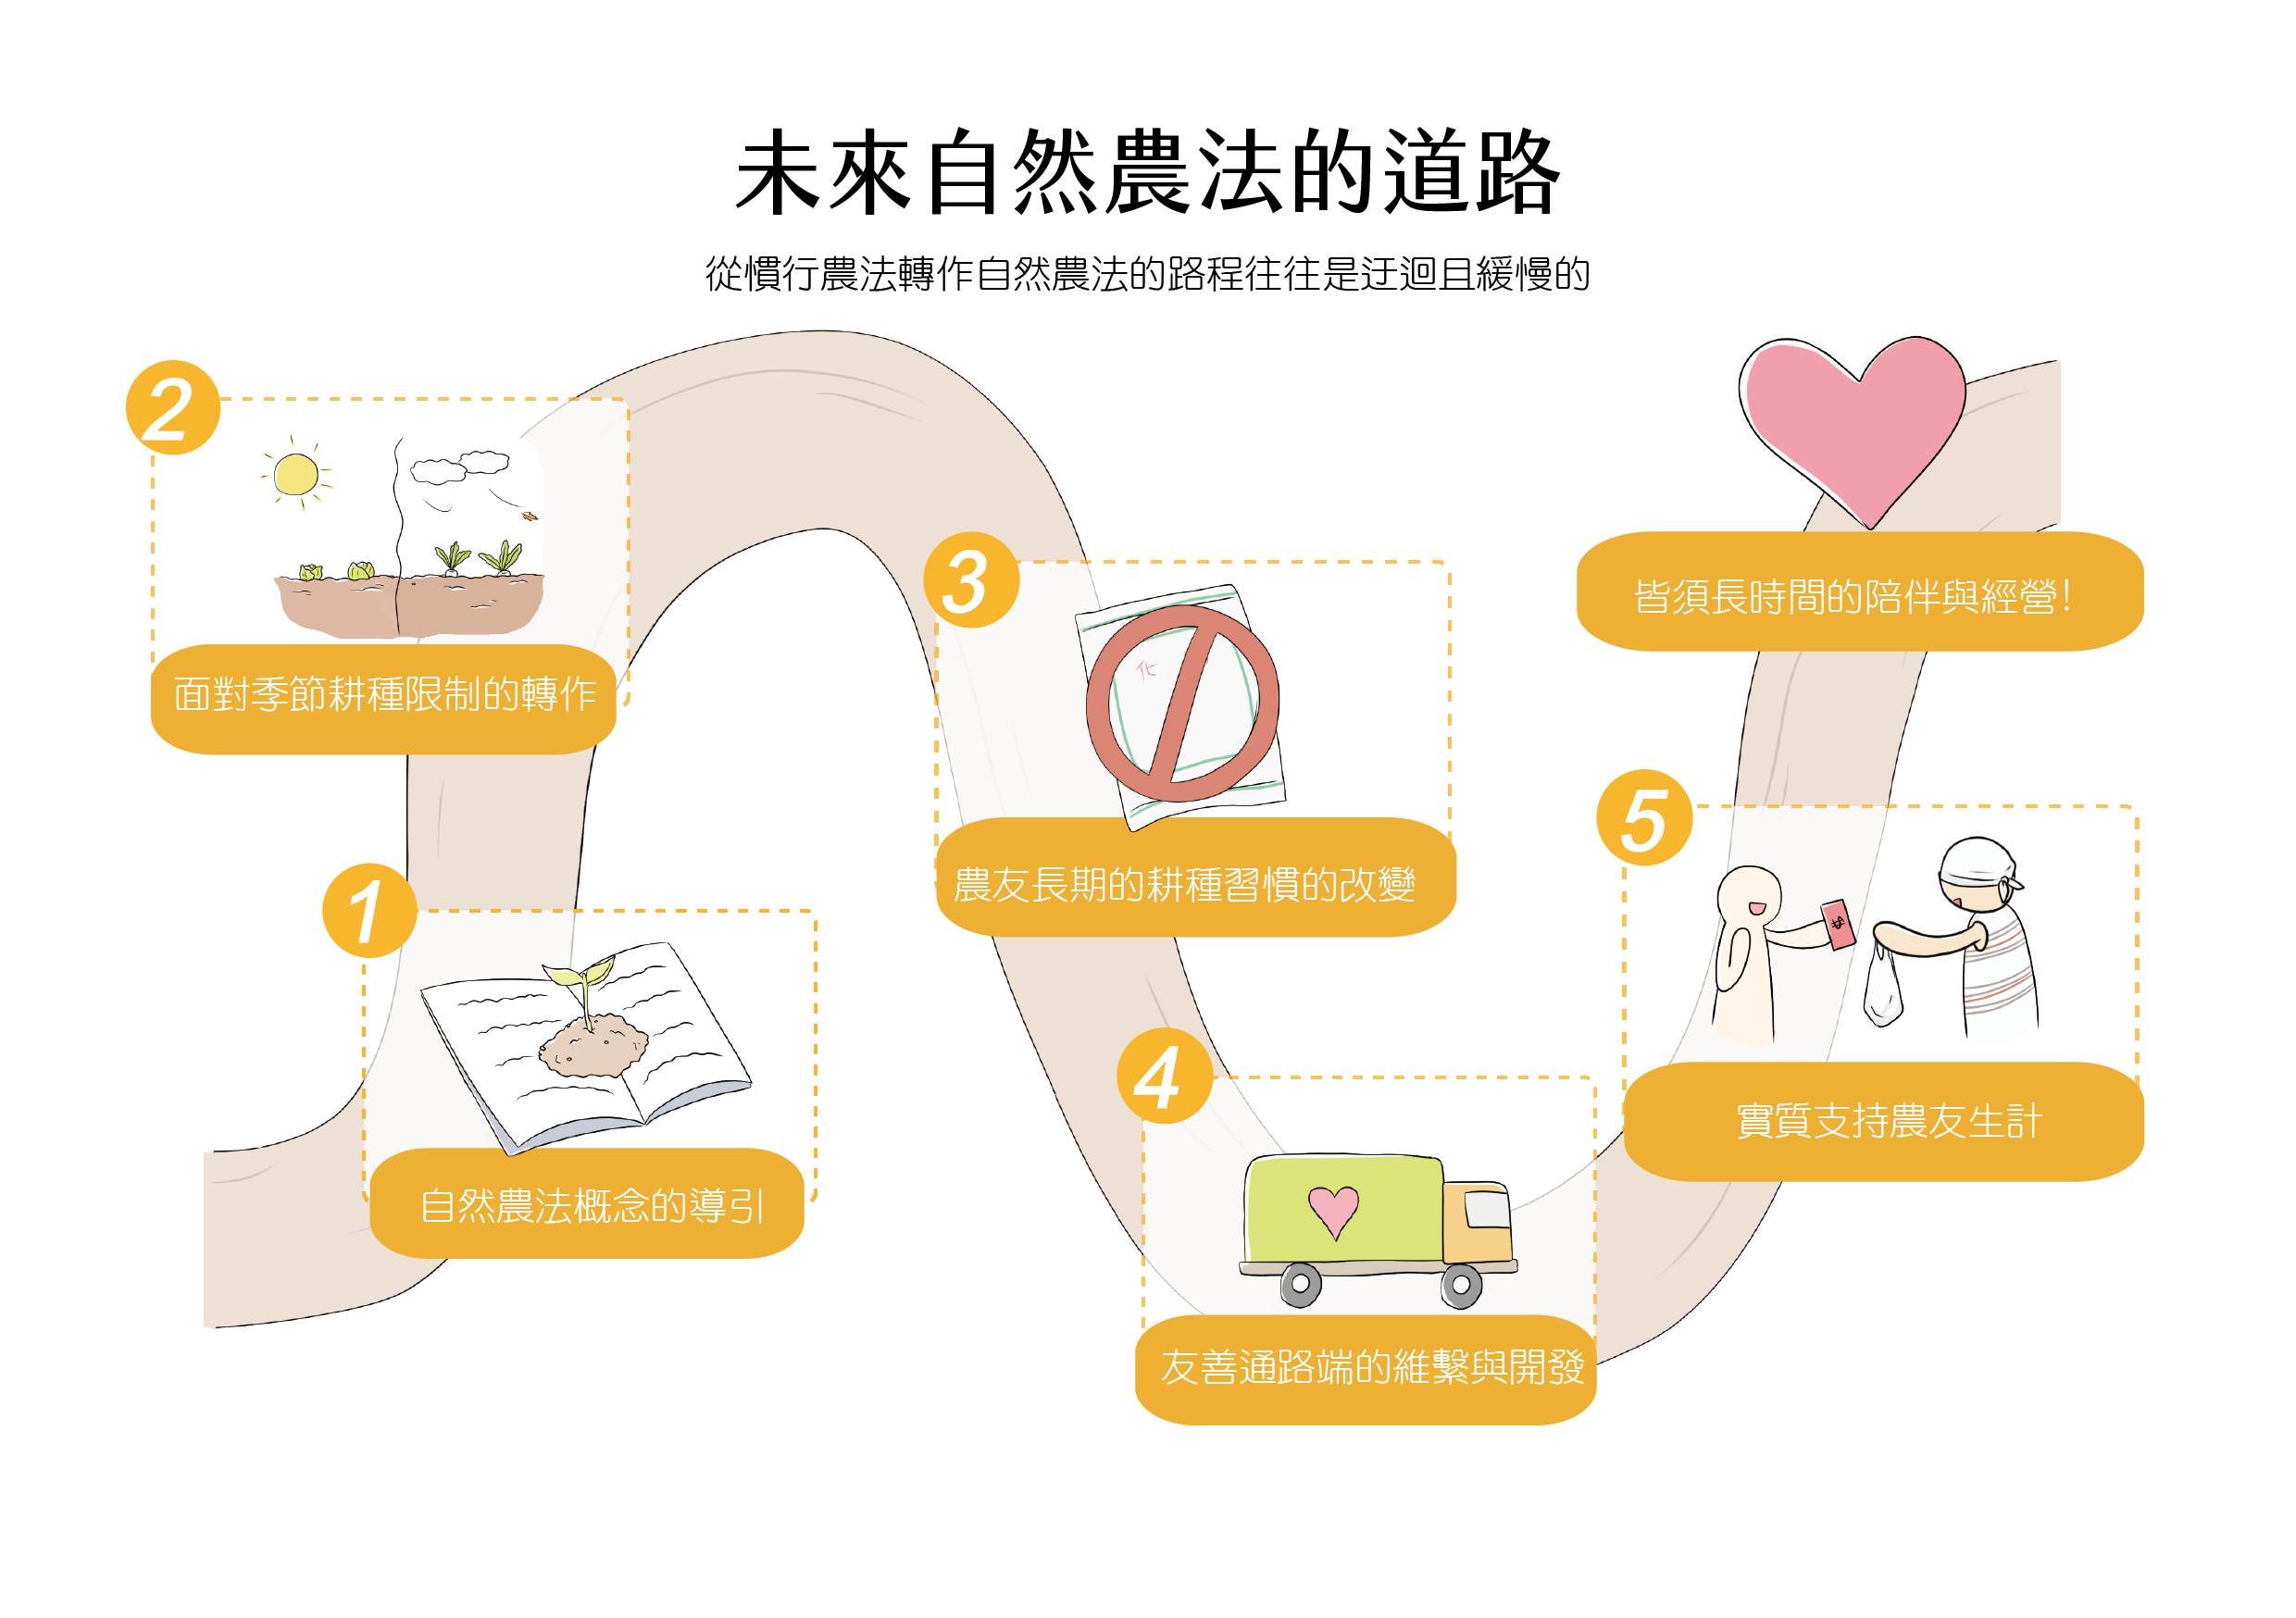 未來自然農法的道路
從慣行農法轉作自然農法的路程往往是迂迴且緩慢的
1
自然農法概念的導引
2
面對季節耕種限制的轉作
3
化
農友長期的耕種習慣的改變
4
友善通路端的維繫與開發
5
$
實質支持農友生計
皆須長時間的陪伴與經營!